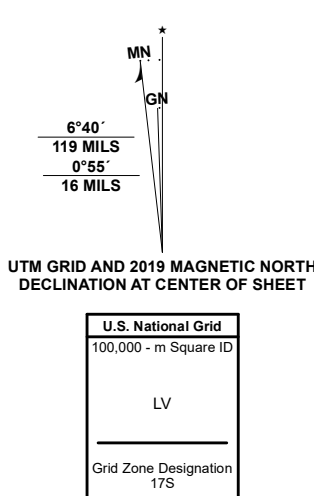 ★
MN
GN
6°40´
119 MILS
0°55´
16 MILS
UTM GRID AND 2019 MAGNETIC NORTH
DECLINATION AT CENTER OF SHEET
U.S. National Grid
100,000 - m Square ID
LV
Grid Zone Designation
17S